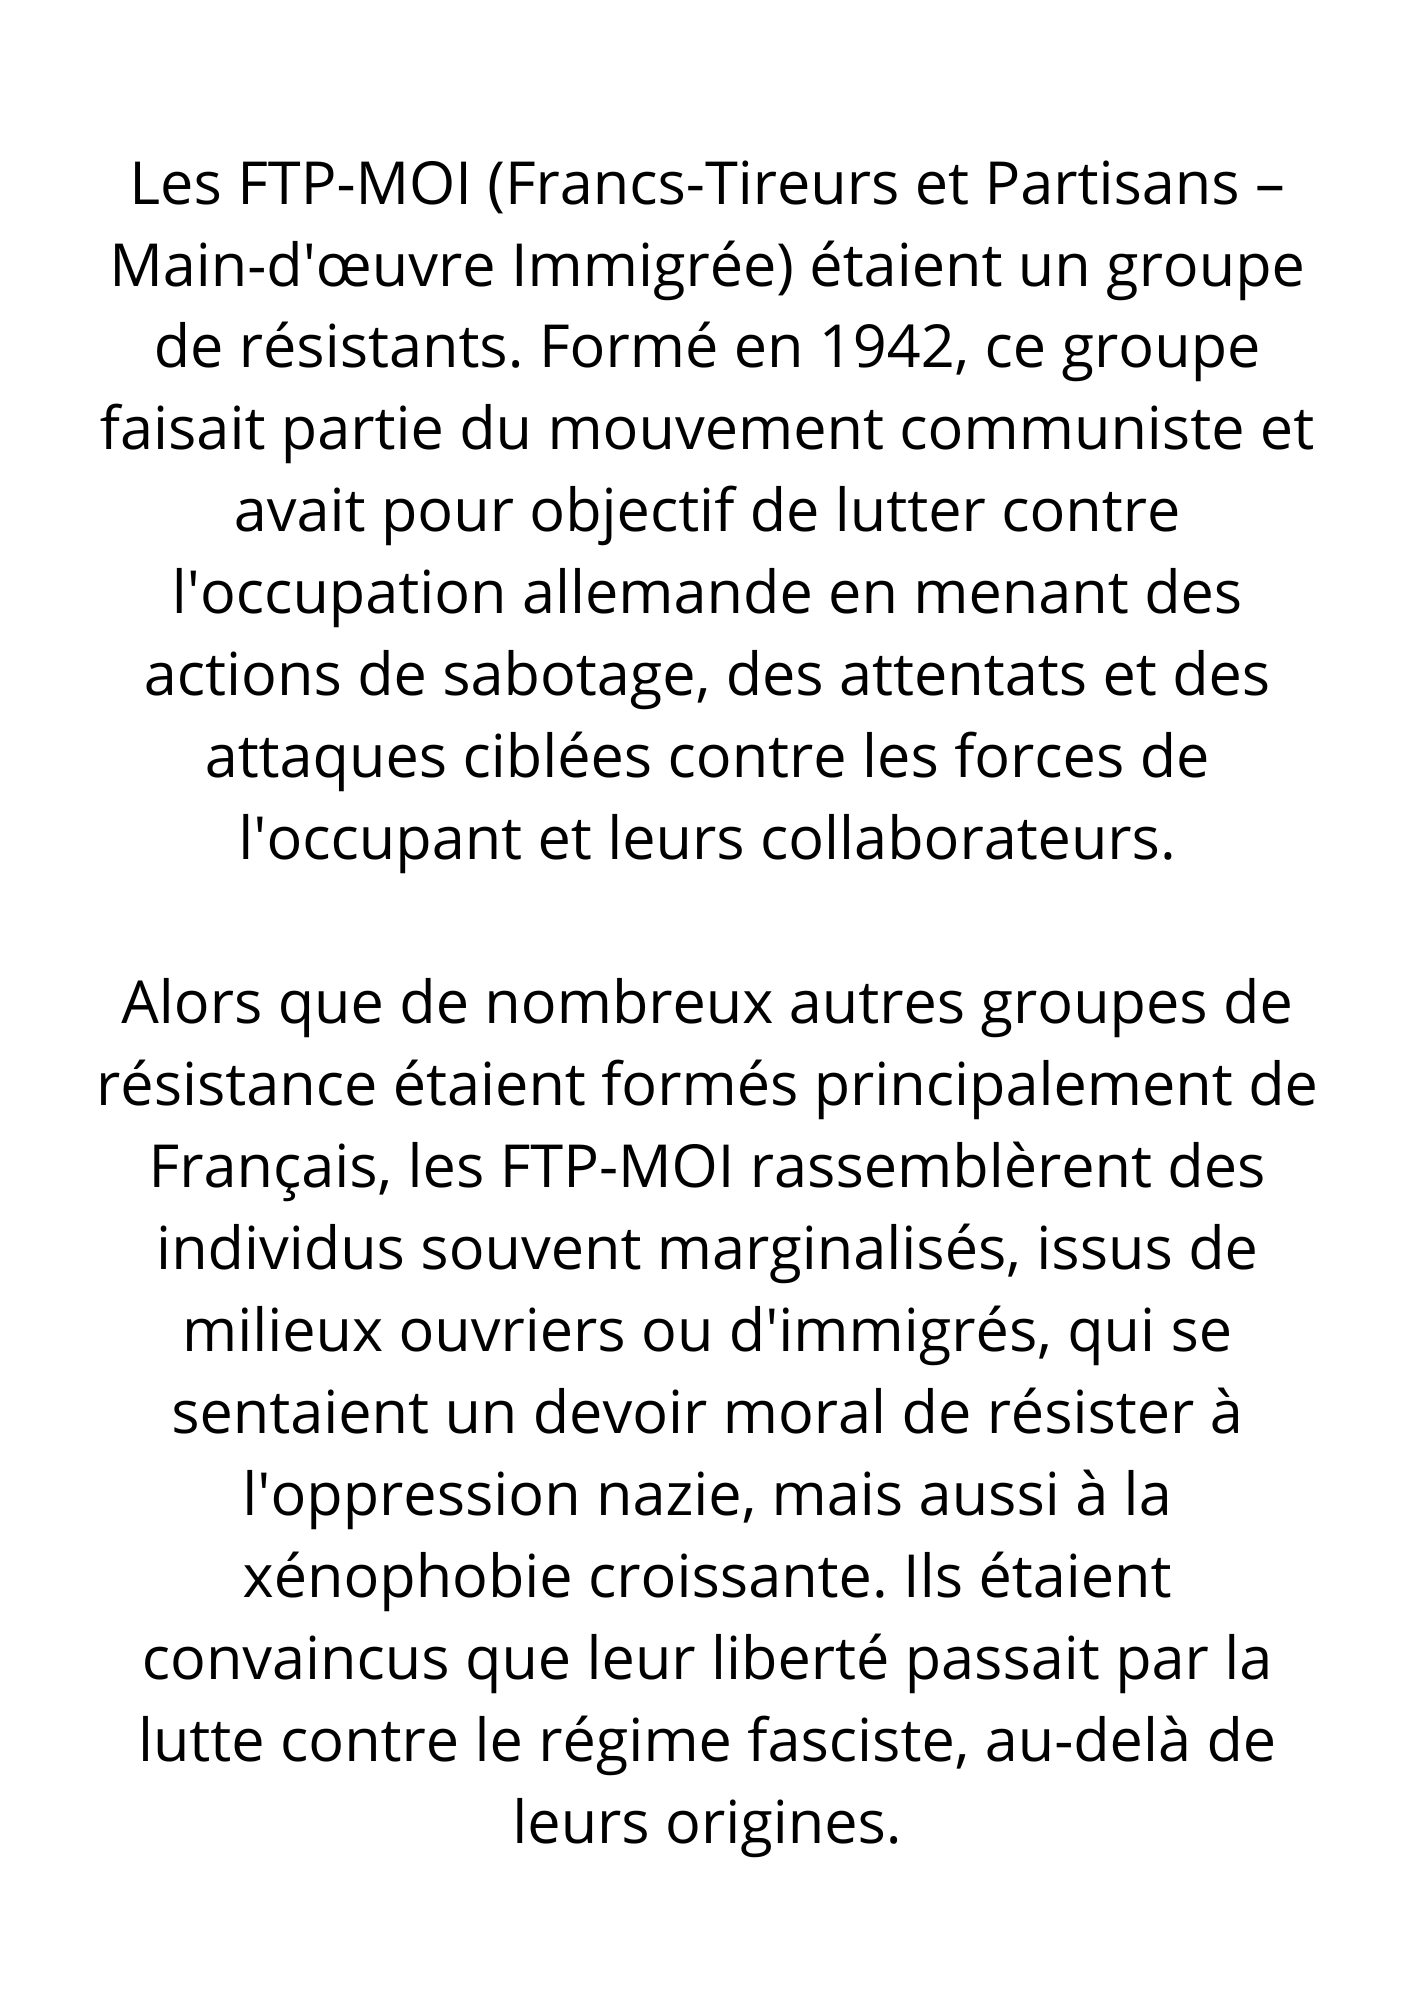 Les FTP-MOI (Francs-Tireurs et Partisans –
Main-d'œuvre Immigrée) étaient un groupe
de résistants. Formé en 1942, ce groupe
faisait partie du mouvement communiste et
avait pour objectif de lutter contre
l'occupation allemande en menant des
actions de sabotage, des attentats et des
attaques ciblées contre les forces de
l'occupant et leurs collaborateurs.
Alors que de nombreux autres groupes de
résistance étaient formés principalement de
Français, les FTP-MOI rassemblèrent des
individus souvent marginalisés, issus de
milieux ouvriers ou d'immigrés, qui se
sentaient un devoir moral de résister à
l'oppression nazie, mais aussi à la
xénophobie croissante. Ils étaient
convaincus que leur liberté passait par la
lutte contre le régime fasciste, au-delà de
leurs origines.